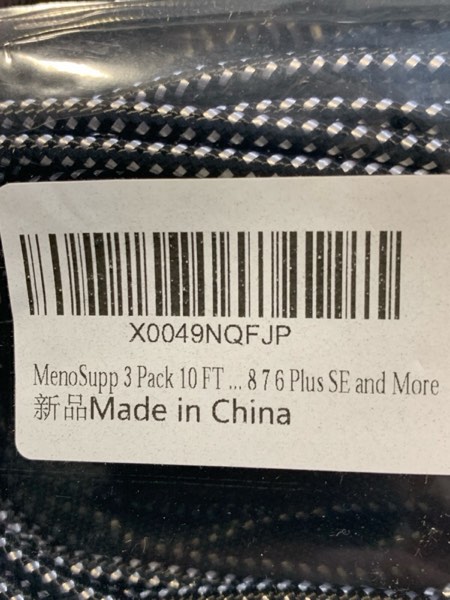 X0049NQFJP
MenoSupp 3 Pack 10 FT ... 8 7 6 Plus SE and More
新品Made in China